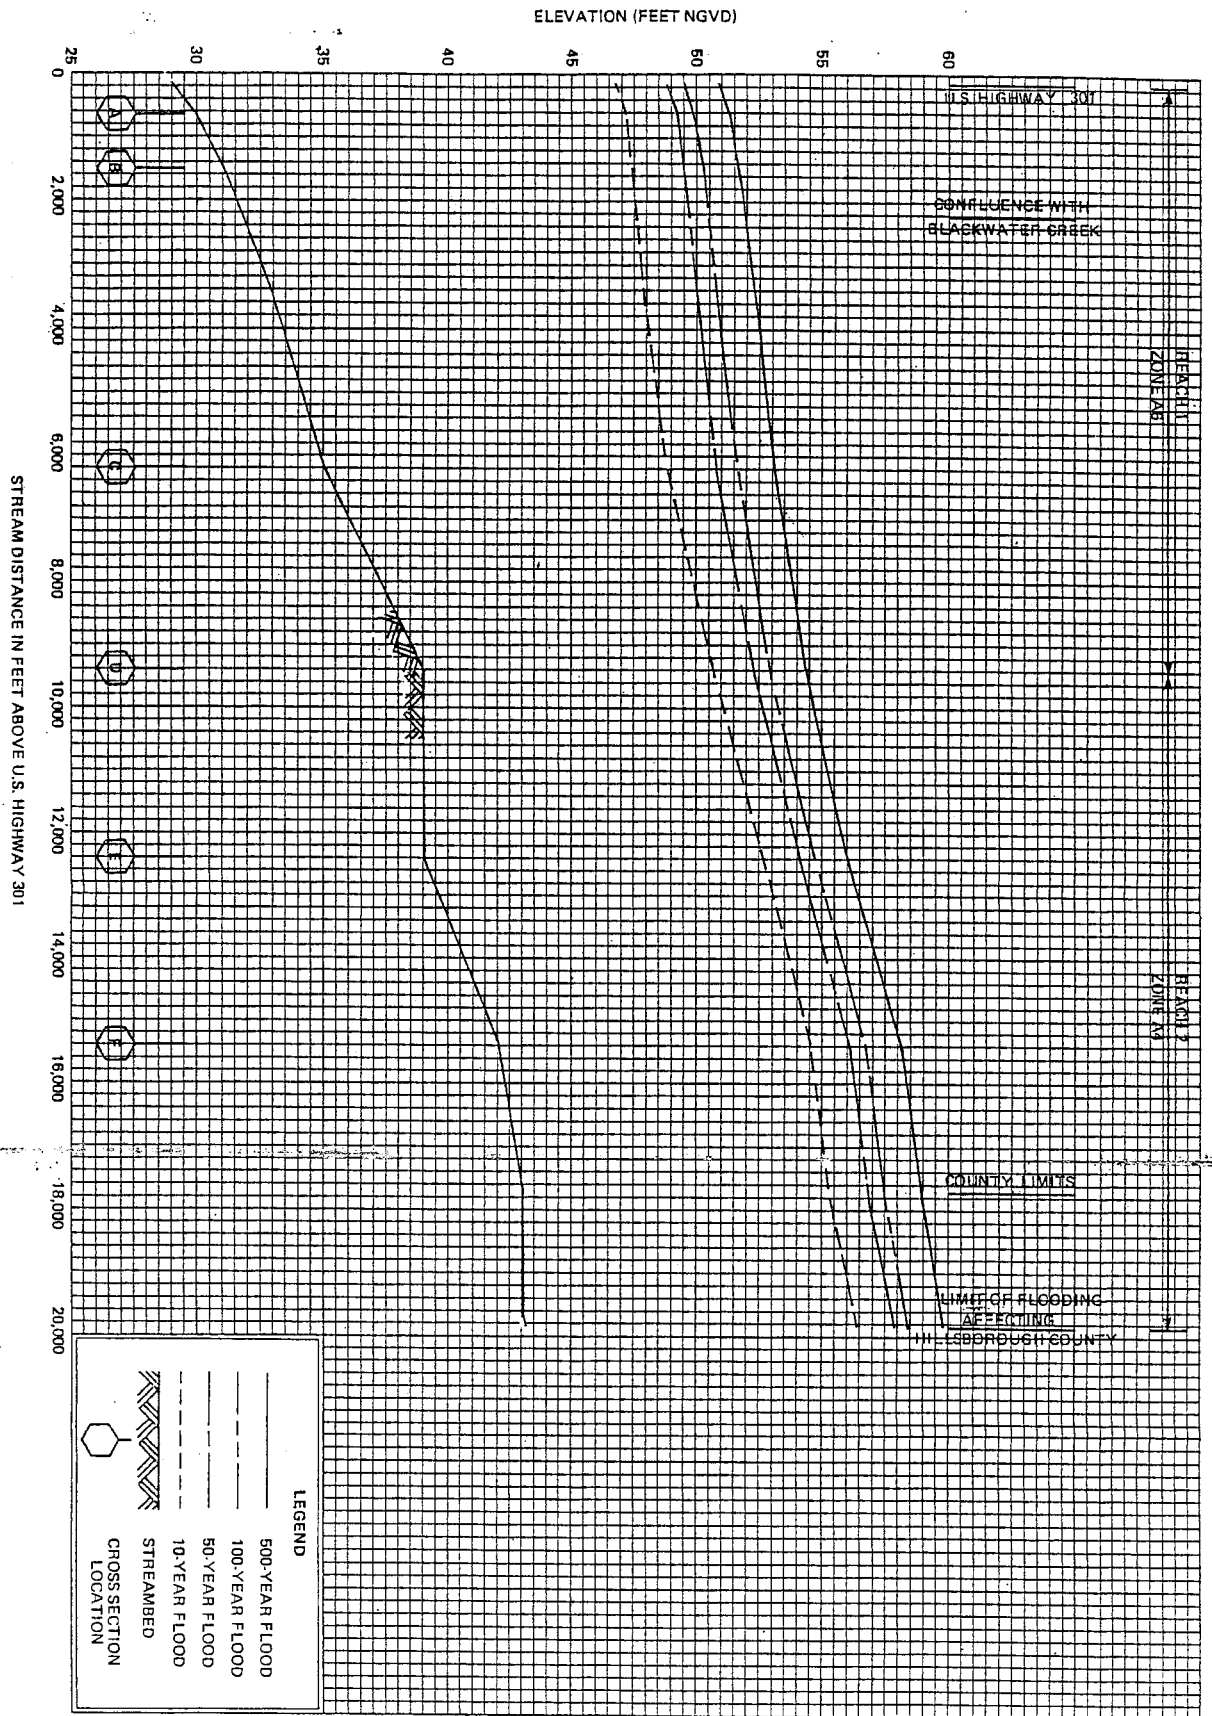 ELEVATION (FEET NGVD)
25
30
35
40
45
50
55
60
0
2,000
4,000
6,000
8,000
10,000
12,000
14,000
16,000
18,000
20,000
STREAM DISTANCE IN FEET ABOVE U.S. HIGHWAY 301
A
B
C
D
E
F
U.S. HIGHWAY 301
CONFLUENCE WITH
BLACKWATER CREEK
REACH 1
ZONE A6
REACH 2
ZONE A4
COUNTY LIMITS
LIMIT OF FLOODING
AFFECTING
HILLSBOROUGH COUNTY
LEGEND
500-YEAR FLOOD
100-YEAR FLOOD
50-YEAR FLOOD
10-YEAR FLOOD
STREAMBED
CROSS SECTION
LOCATION